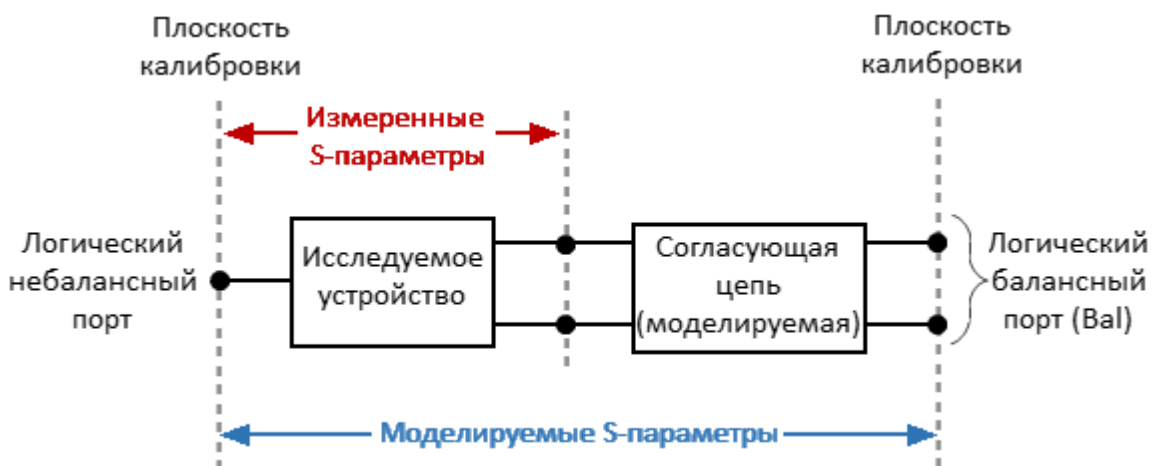 Плоскость
калибровки
Плоскость
калибровки
Измеренные
S-параметры
Логический
небалансный
порт
Исследуемое
устройство
Согласующая
цепь
(моделируемая)
Логический
балансный
порт (Bal)
Моделируемые S-параметры